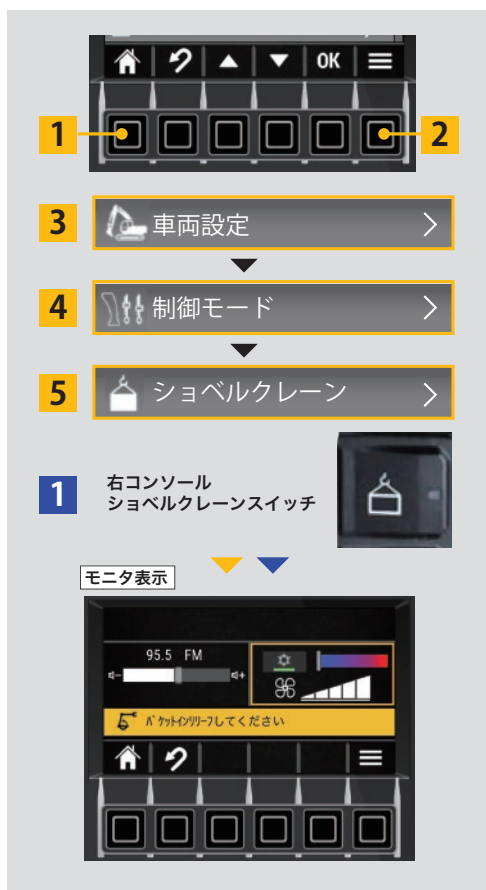 OK
1
2
3
車両設定
4
制御モード
5
ショベルクレーン
1
右コンソール
ショベルクレーンスイッチ
モニタ表示
95.5 FM
バケットインリリーフしてください